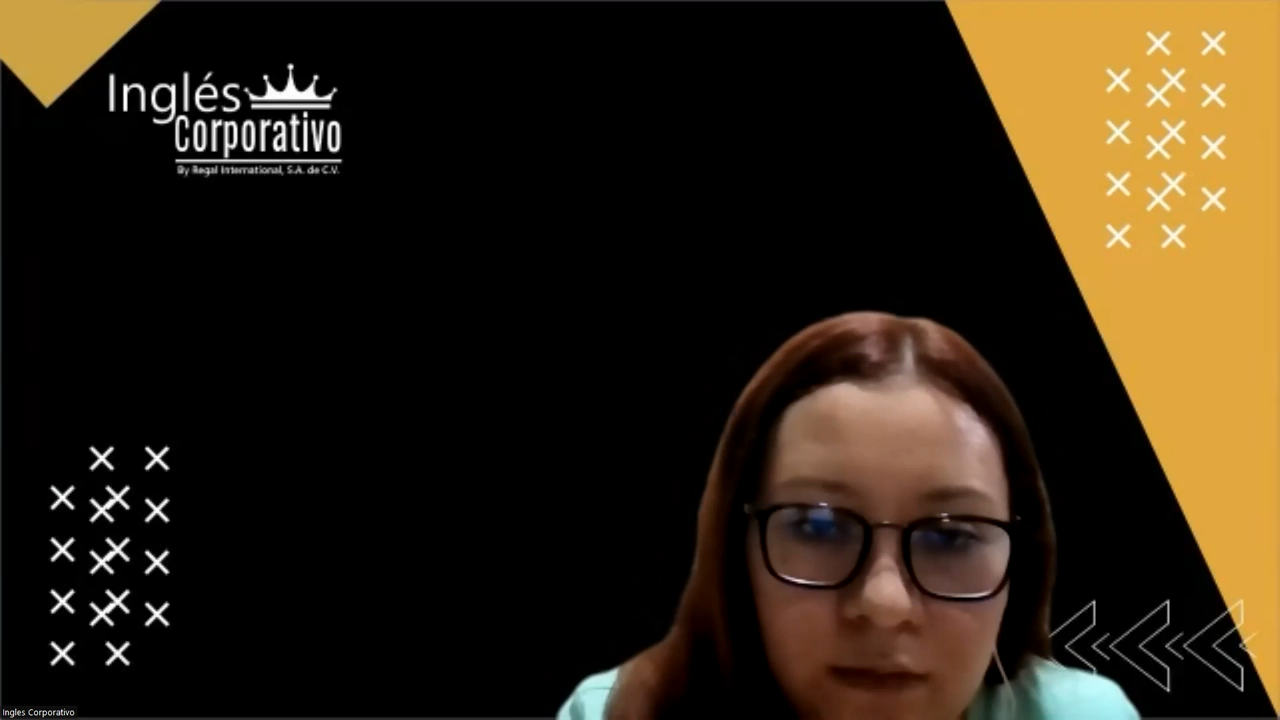 Inglés
Corporativo
By Regal International, S.A. de C.V.
Ingles Corporativo